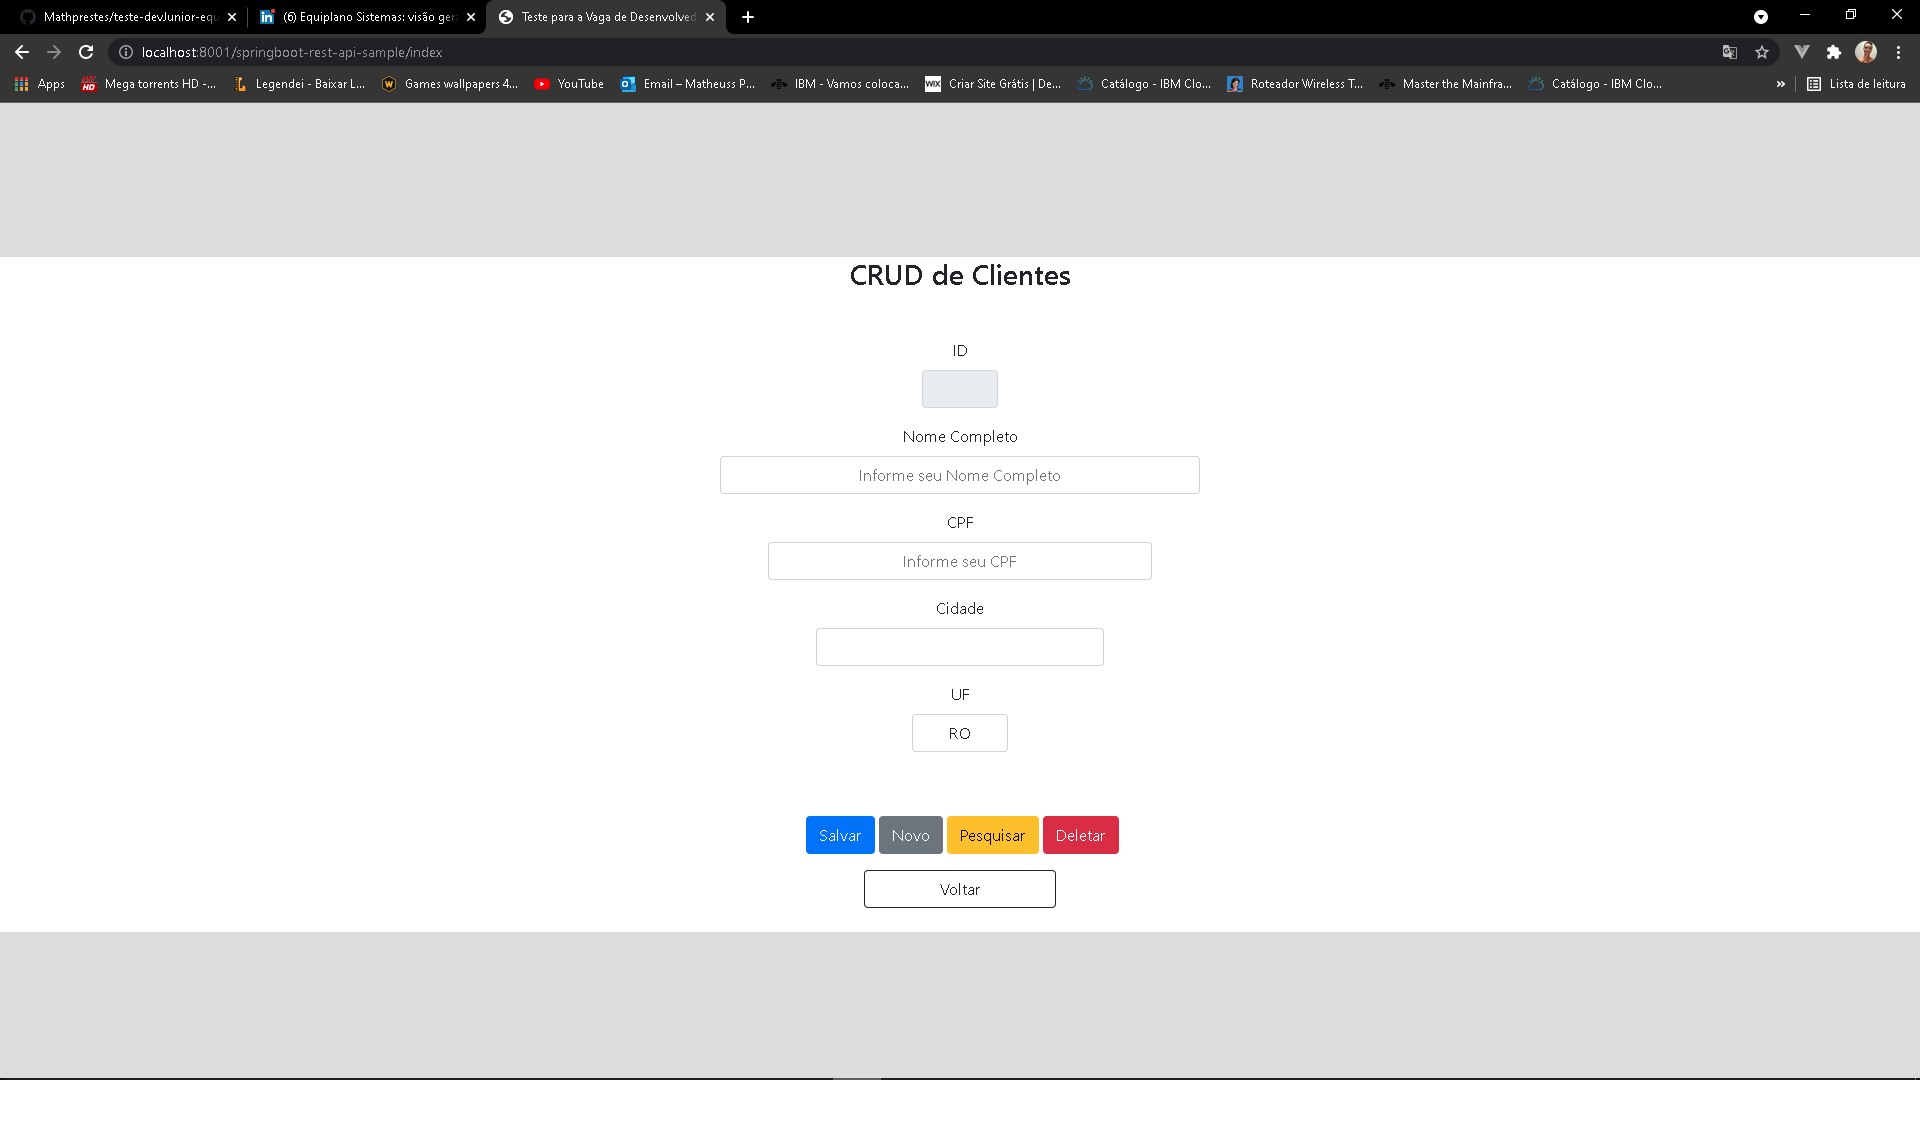 Mathprestes/teste-devJunior-equ
(6) Equiplano Sistemas: visão ger
Teste para a Vaga de Desenvolved
localhost:8001/springboot-rest-api-sample/index
Apps
Mega torrents HD -...
Legendei - Baixar L...
Games wallpapers 4...
YouTube
Email – Matheuss P...
IBM - Vamos coloca...
WIX
Criar Site Grátis | De...
Catálogo - IBM Clo...
Roteador Wireless T...
Master the Mainfra...
Catálogo - IBM Clo...
»
Lista de leitura
CRUD de Clientes
ID
Nome Completo
Informe seu Nome Completo
CPF
Informe seu CPF
Cidade
UF
RO
Salvar Novo Pesquisar Deletar
Voltar